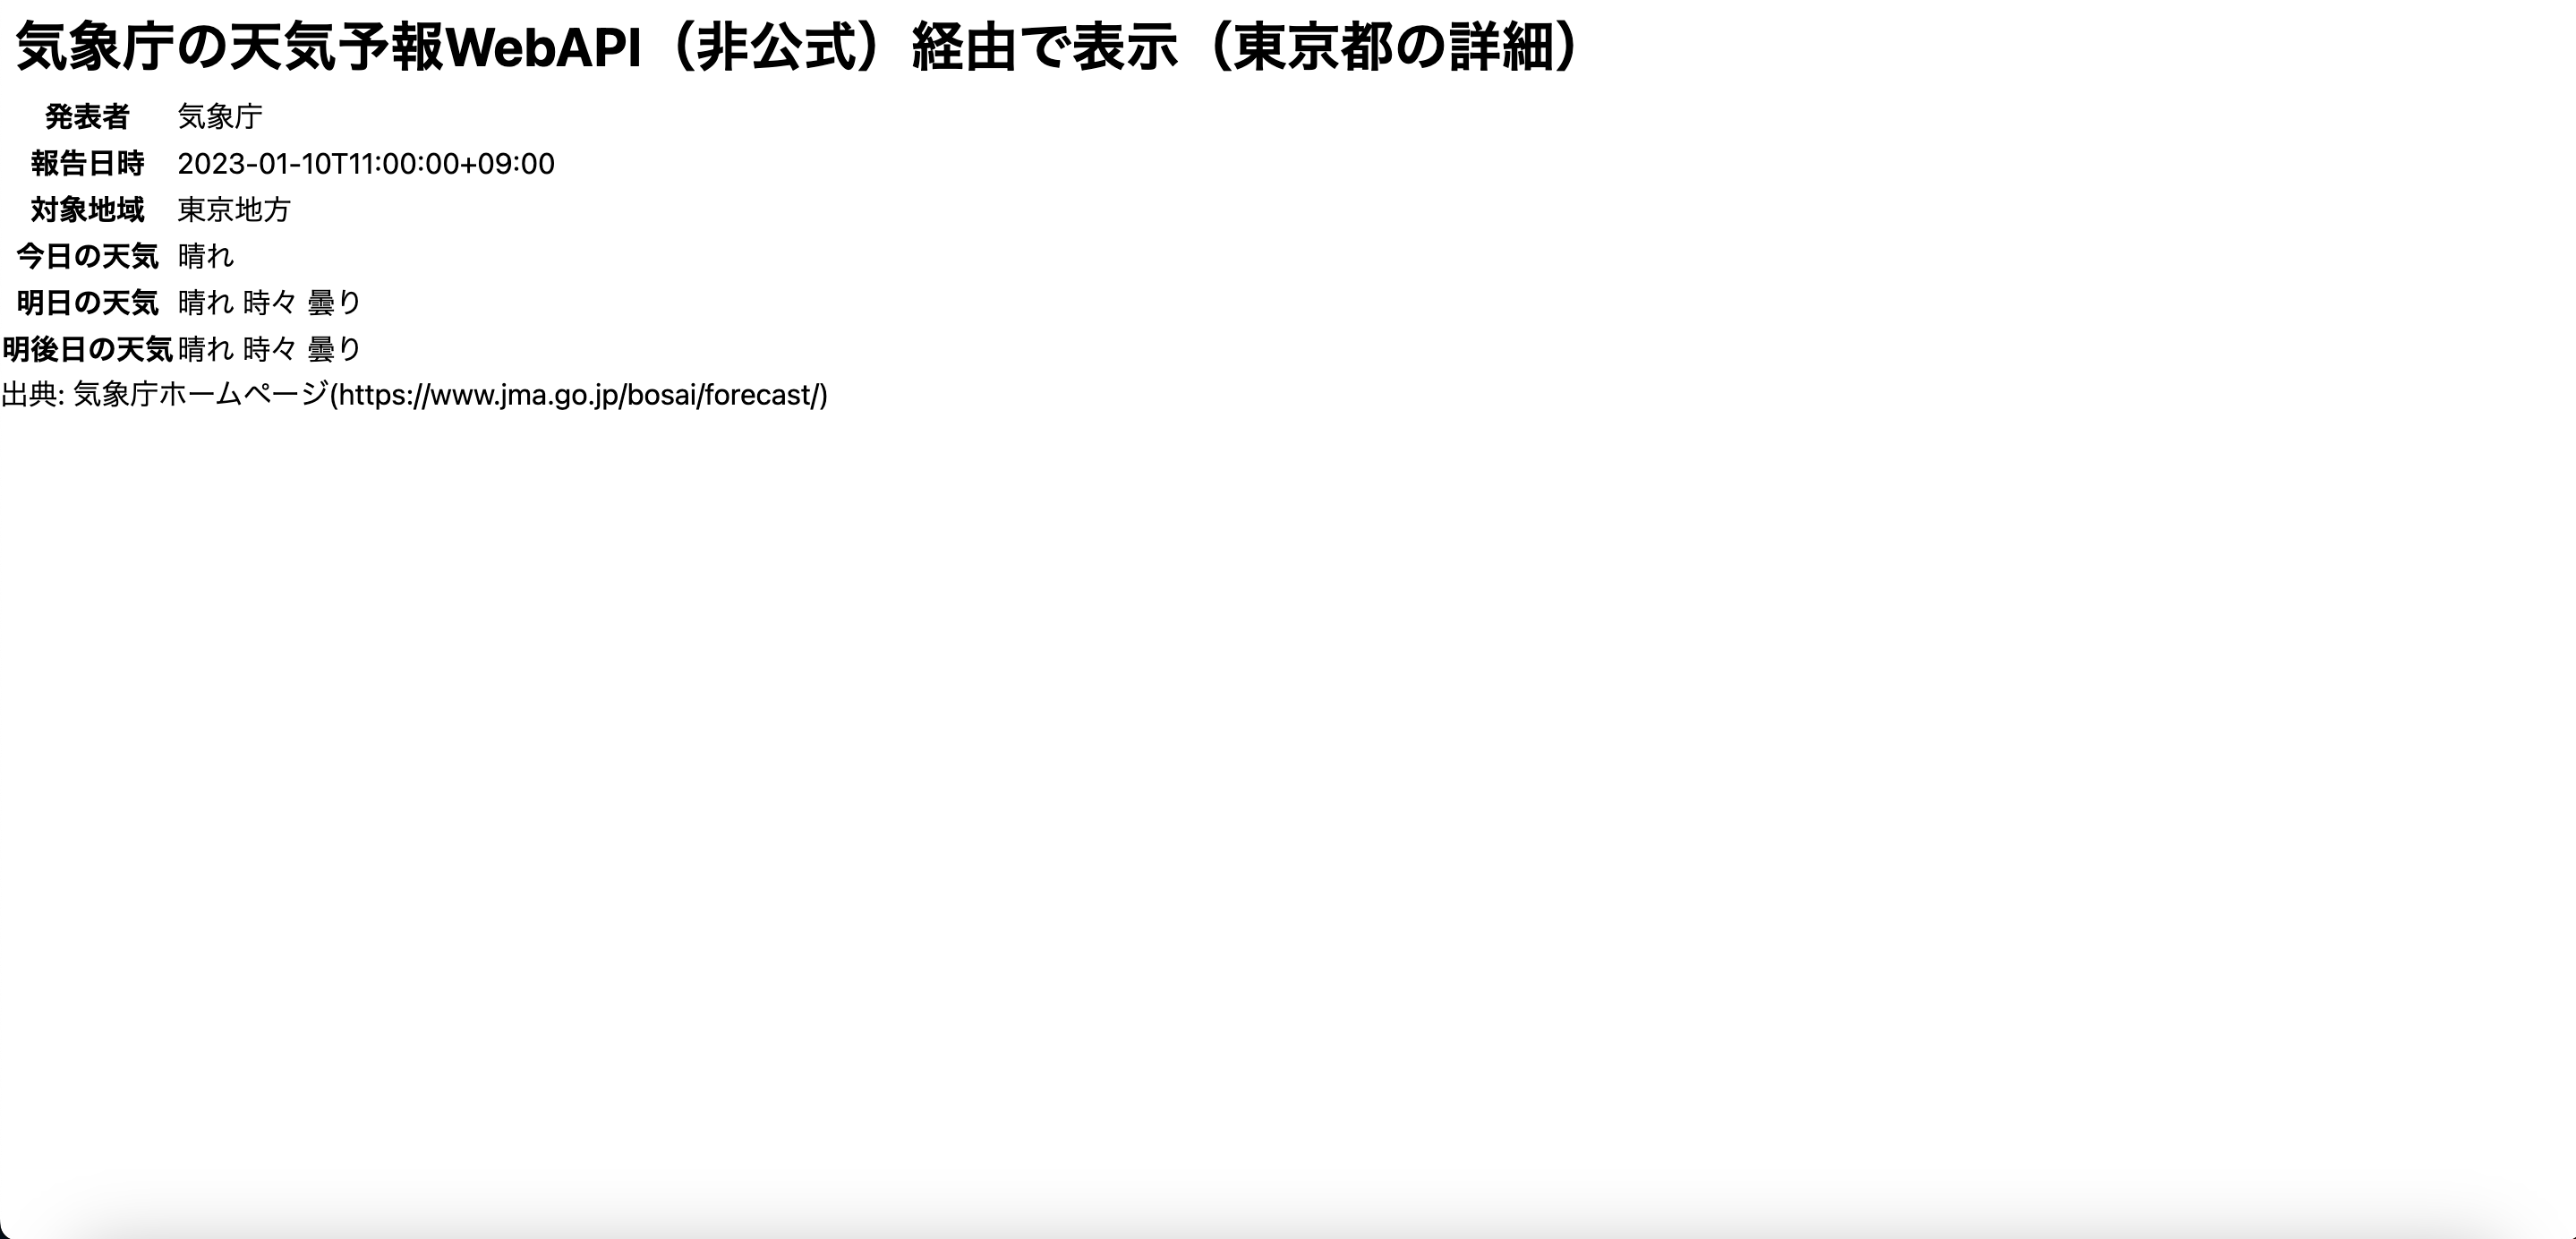 気象庁の天気予報WebAPI（非公式）経由で表示（東京都の詳細）
発表者 気象庁
報告日時 2023-01-10T11:00:00+09:00
対象地域 東京地方
今日の天気 晴れ
明日の天気 晴れ 時々 曇り
明後日の天気 晴れ 時々 曇り
出典: 気象庁ホームページ(https://www.jma.go.jp/bosai/forecast/)